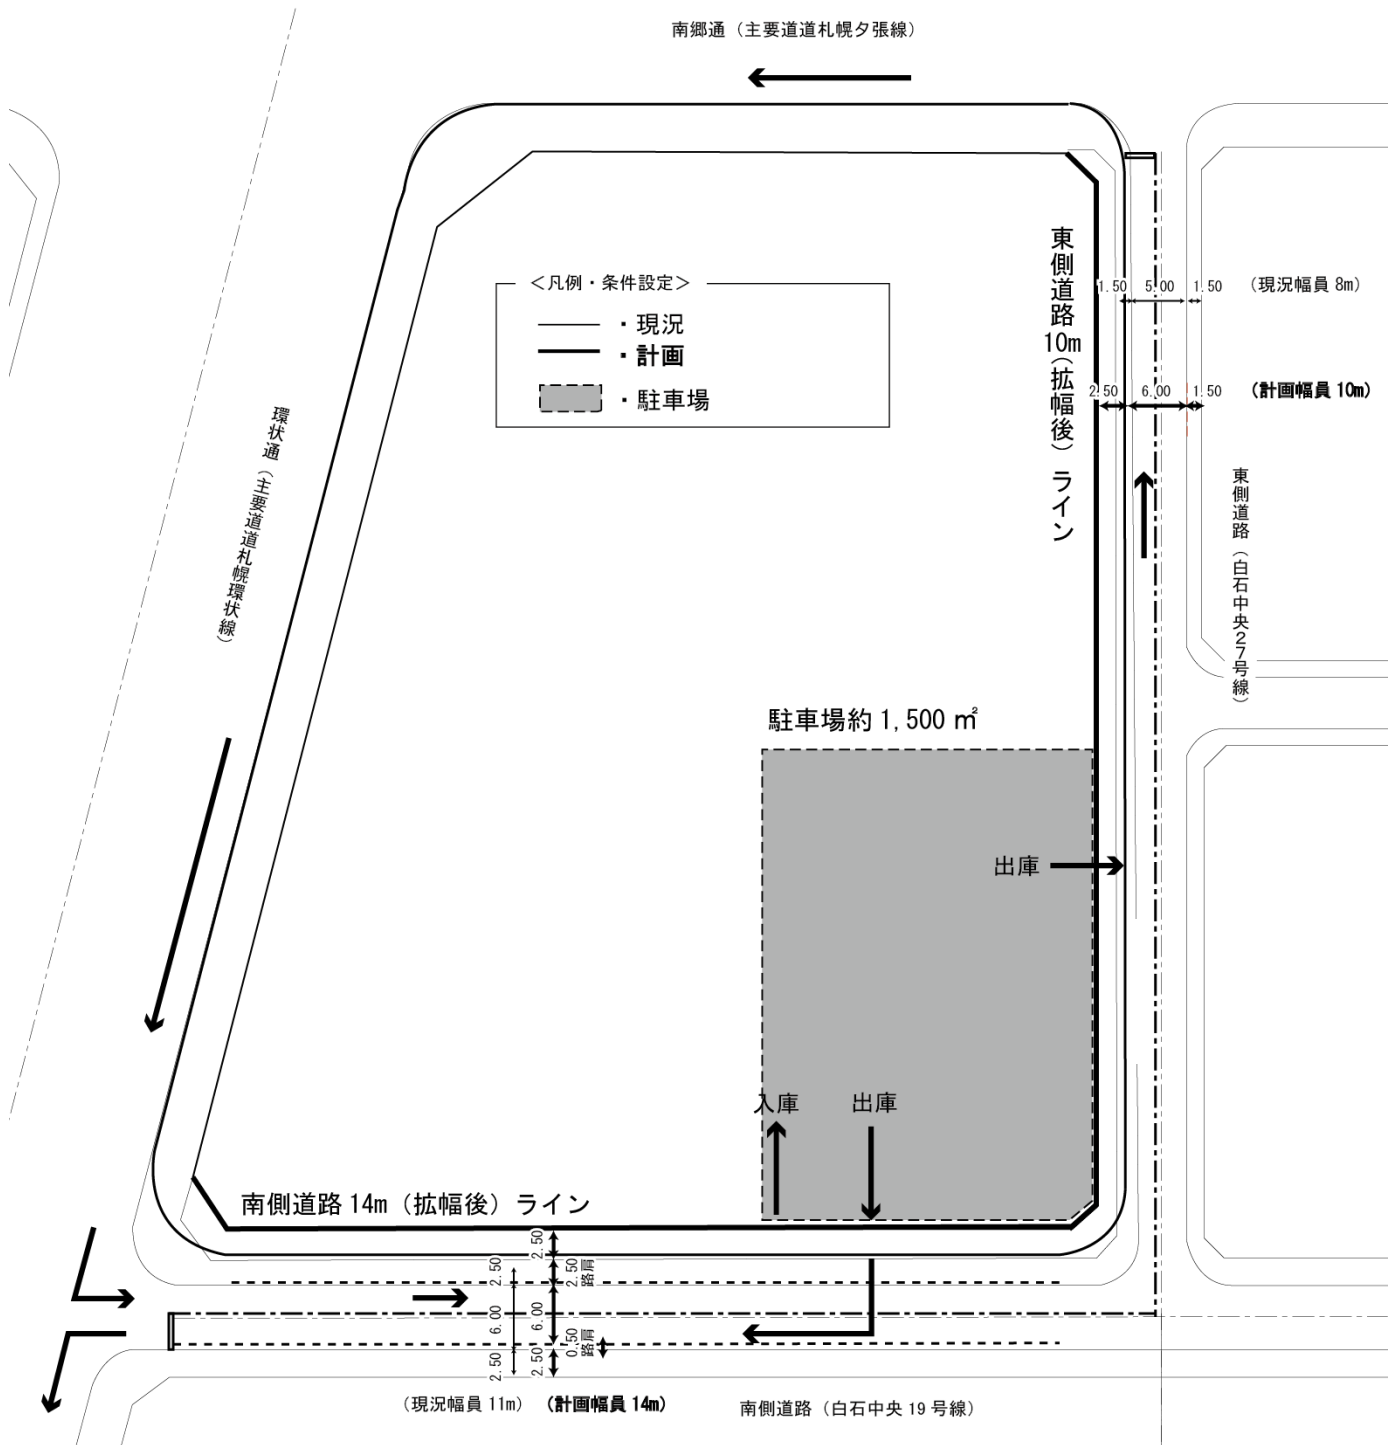 南郷通（主要道道札幌夕張線）
＜凡例・条件設定＞
・現況
・計画
・駐車場
東側道路10m（拡幅後）ライン
1.50 5.00 1.50 （現況幅員 8m）
2.50 6.00 1.50 （計画幅員 10m）
環状通（主要道道札幌環状線）
東側道路（白石中央27号線）
駐車場約 1,500 ㎡
出庫
入庫 出庫
南側道路 14m（拡幅後）ライン
2.50
2.50
6.00
2.50
2.50
路肩
6.00
0.50
路肩
2.50
（現況幅員 11m） （計画幅員 14m）
南側道路（白石中央 19 号線）